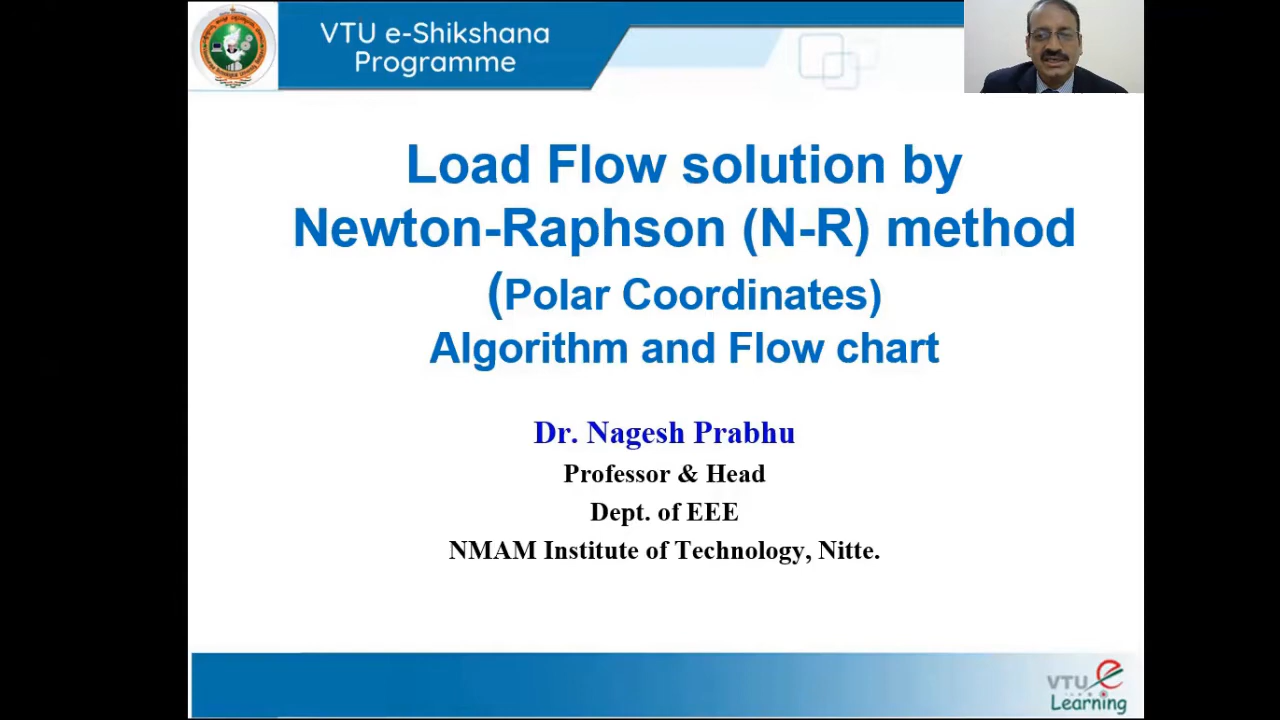 VTU e-Shikshana
Programme
Load Flow solution by
Newton-Raphson (N-R) method
(Polar Coordinates)
Algorithm and Flow chart
Dr. Nagesh Prabhu
Professor & Head
Dept. of EEE
NMAM Institute of Technology, Nitte.
VTU e
Learning